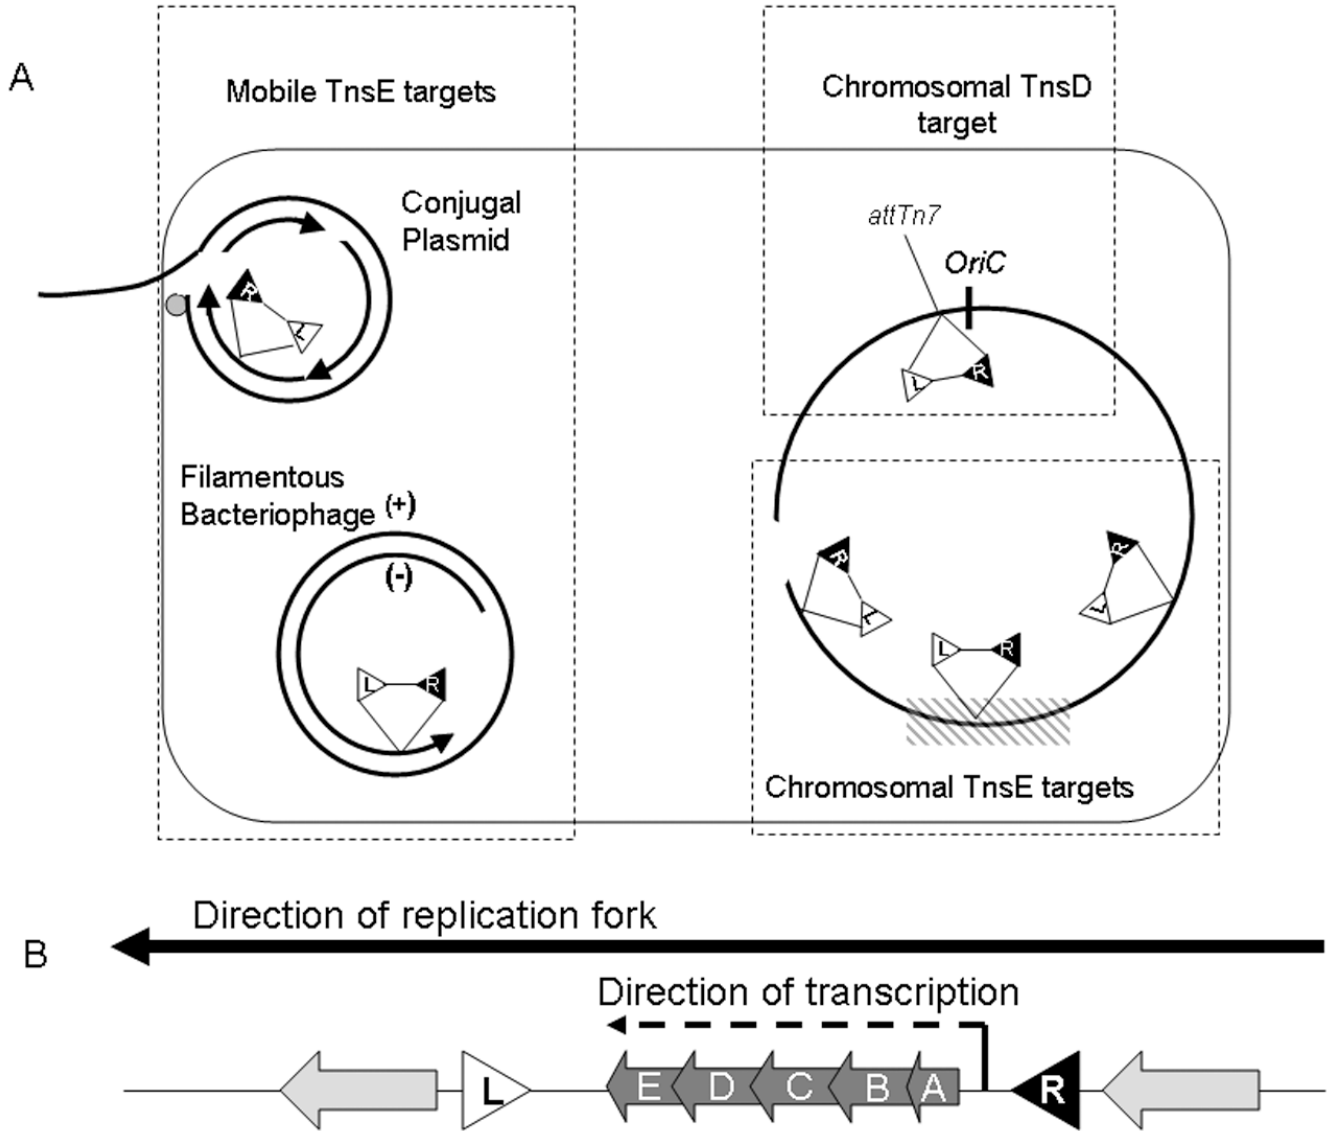 A
Mobile TnsE targets
Chromosomal TnsD
target
Conjugal
Plasmid
attTn7
OriC
R
L
L
R
Filamentous
Bacteriophage (+)
(-)
R
L
R
L
L
R
L
R
Chromosomal TnsE targets
Direction of replication fork
B
Direction of transcription
L
E
D
C
B
A
R